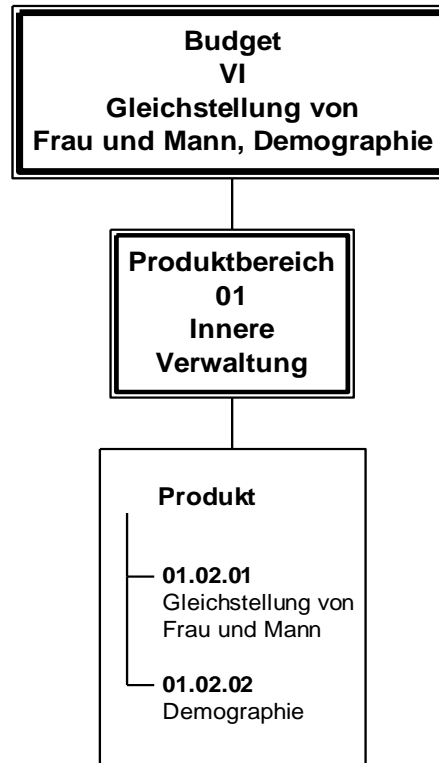 Budget
VI
Gleichstellung von
Frau und Mann, Demographie
Produktbereich
01
Innere
Verwaltung
Produkt
01.02.01
Gleichstellung von
Frau und Mann
01.02.02
Demographie